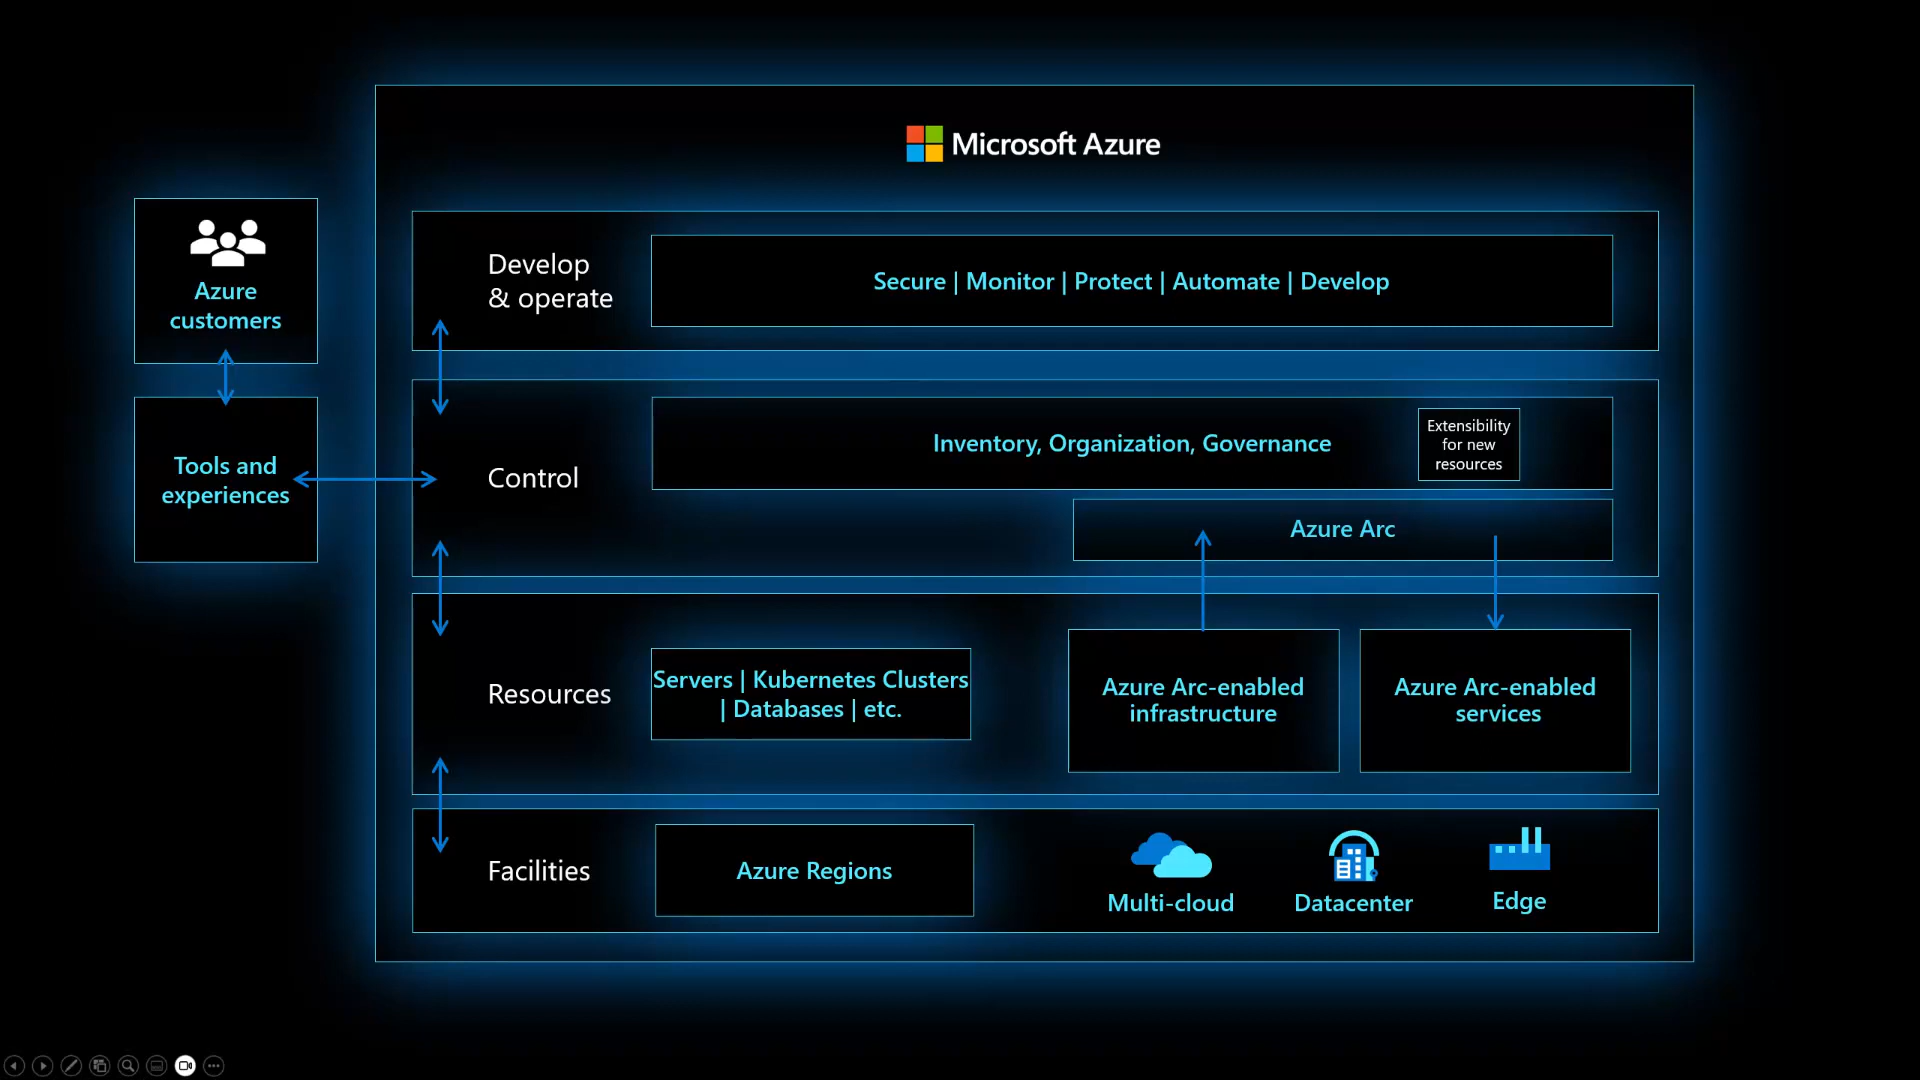 Microsoft Azure
Azure
customers
Tools and
experiences
Develop
& operate
Secure | Monitor | Protect | Automate | Develop
Control
Inventory, Organization, Governance
Extensibility
for new
resources
Azure Arc
Resources
Servers | Kubernetes Clusters
| Databases | etc.
Azure Arc-enabled
infrastructure
Azure Arc-enabled
services
Facilities
Azure Regions
Multi-cloud
Datacenter
Edge